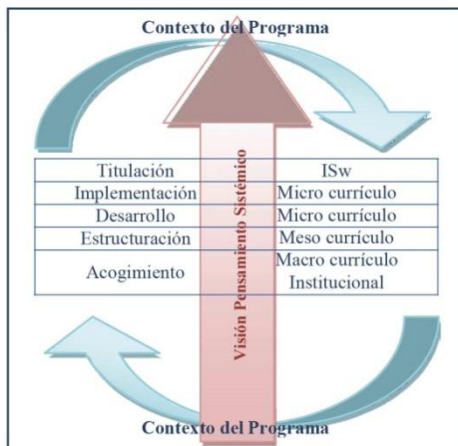 Contexto del Programa
Titulación ISw
Implementación Micro currículo
Desarrollo Micro currículo
Estructuración Meso currículo
Acogimiento Macro currículo
Institucional
Visión Pensamiento Sistémico
Contexto del Programa